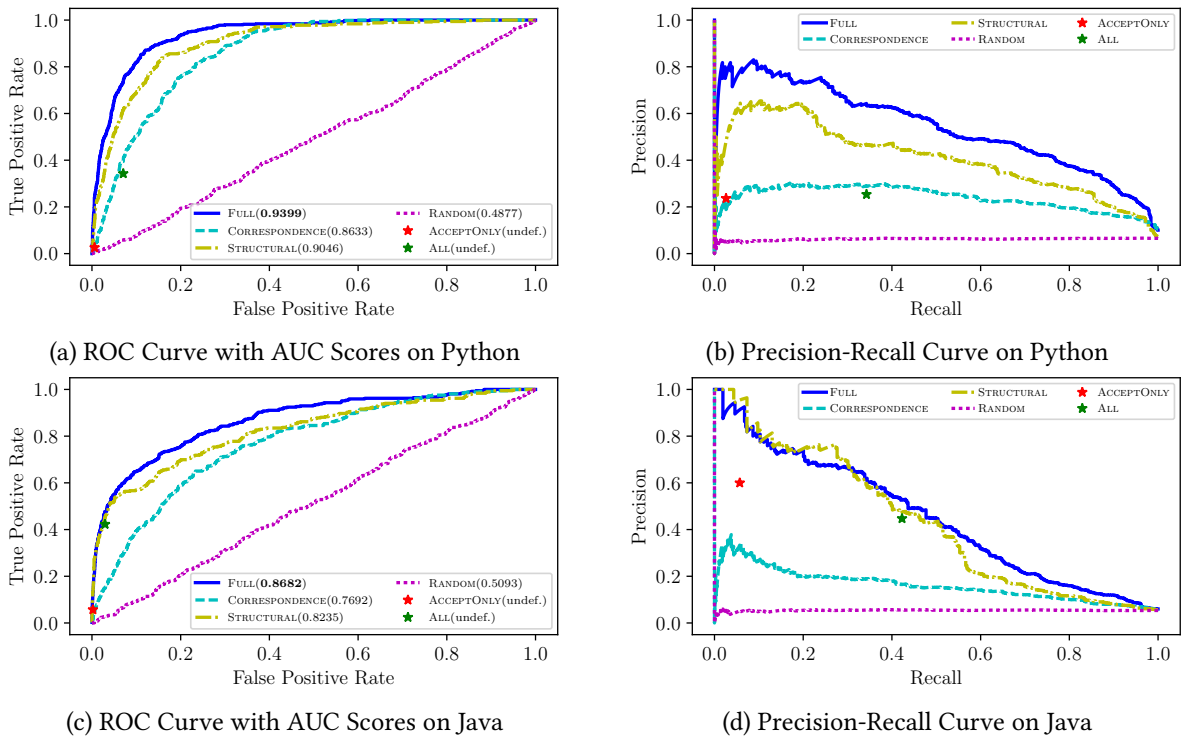 1.0
0.8
0.6
0.4
0.2
0.0
True Positive Rate
FULL(0.9399)
CORRESPONDENCE(0.8633)
STRUCTURAL(0.9046)
RANDOM(0.4877)
ACCEPTONLY(undef.)
ALL(undef.)
0.0 0.2 0.4 0.6 0.8 1.0
False Positive Rate
(a) ROC Curve with AUC Scores on Python
1.0
0.8
0.6
0.4
0.2
0.0
Precision
FULL
CORRESPONDENCE
STRUCTURAL
RANDOM
ACCEPTONLY
ALL
0.0 0.2 0.4 0.6 0.8 1.0
Recall
(b) Precision-Recall Curve on Python
1.0
0.8
0.6
0.4
0.2
0.0
True Positive Rate
FULL(0.8682)
CORRESPONDENCE(0.7692)
STRUCTURAL(0.8235)
RANDOM(0.5093)
ACCEPTONLY(undef.)
ALL(undef.)
0.0 0.2 0.4 0.6 0.8 1.0
False Positive Rate
(c) ROC Curve with AUC Scores on Java
1.0
0.8
0.6
0.4
0.2
0.0
Precision
FULL
CORRESPONDENCE
STRUCTURAL
RANDOM
ACCEPTONLY
ALL
0.0 0.2 0.4 0.6 0.8 1.0
Recall
(d) Precision-Recall Curve on Java